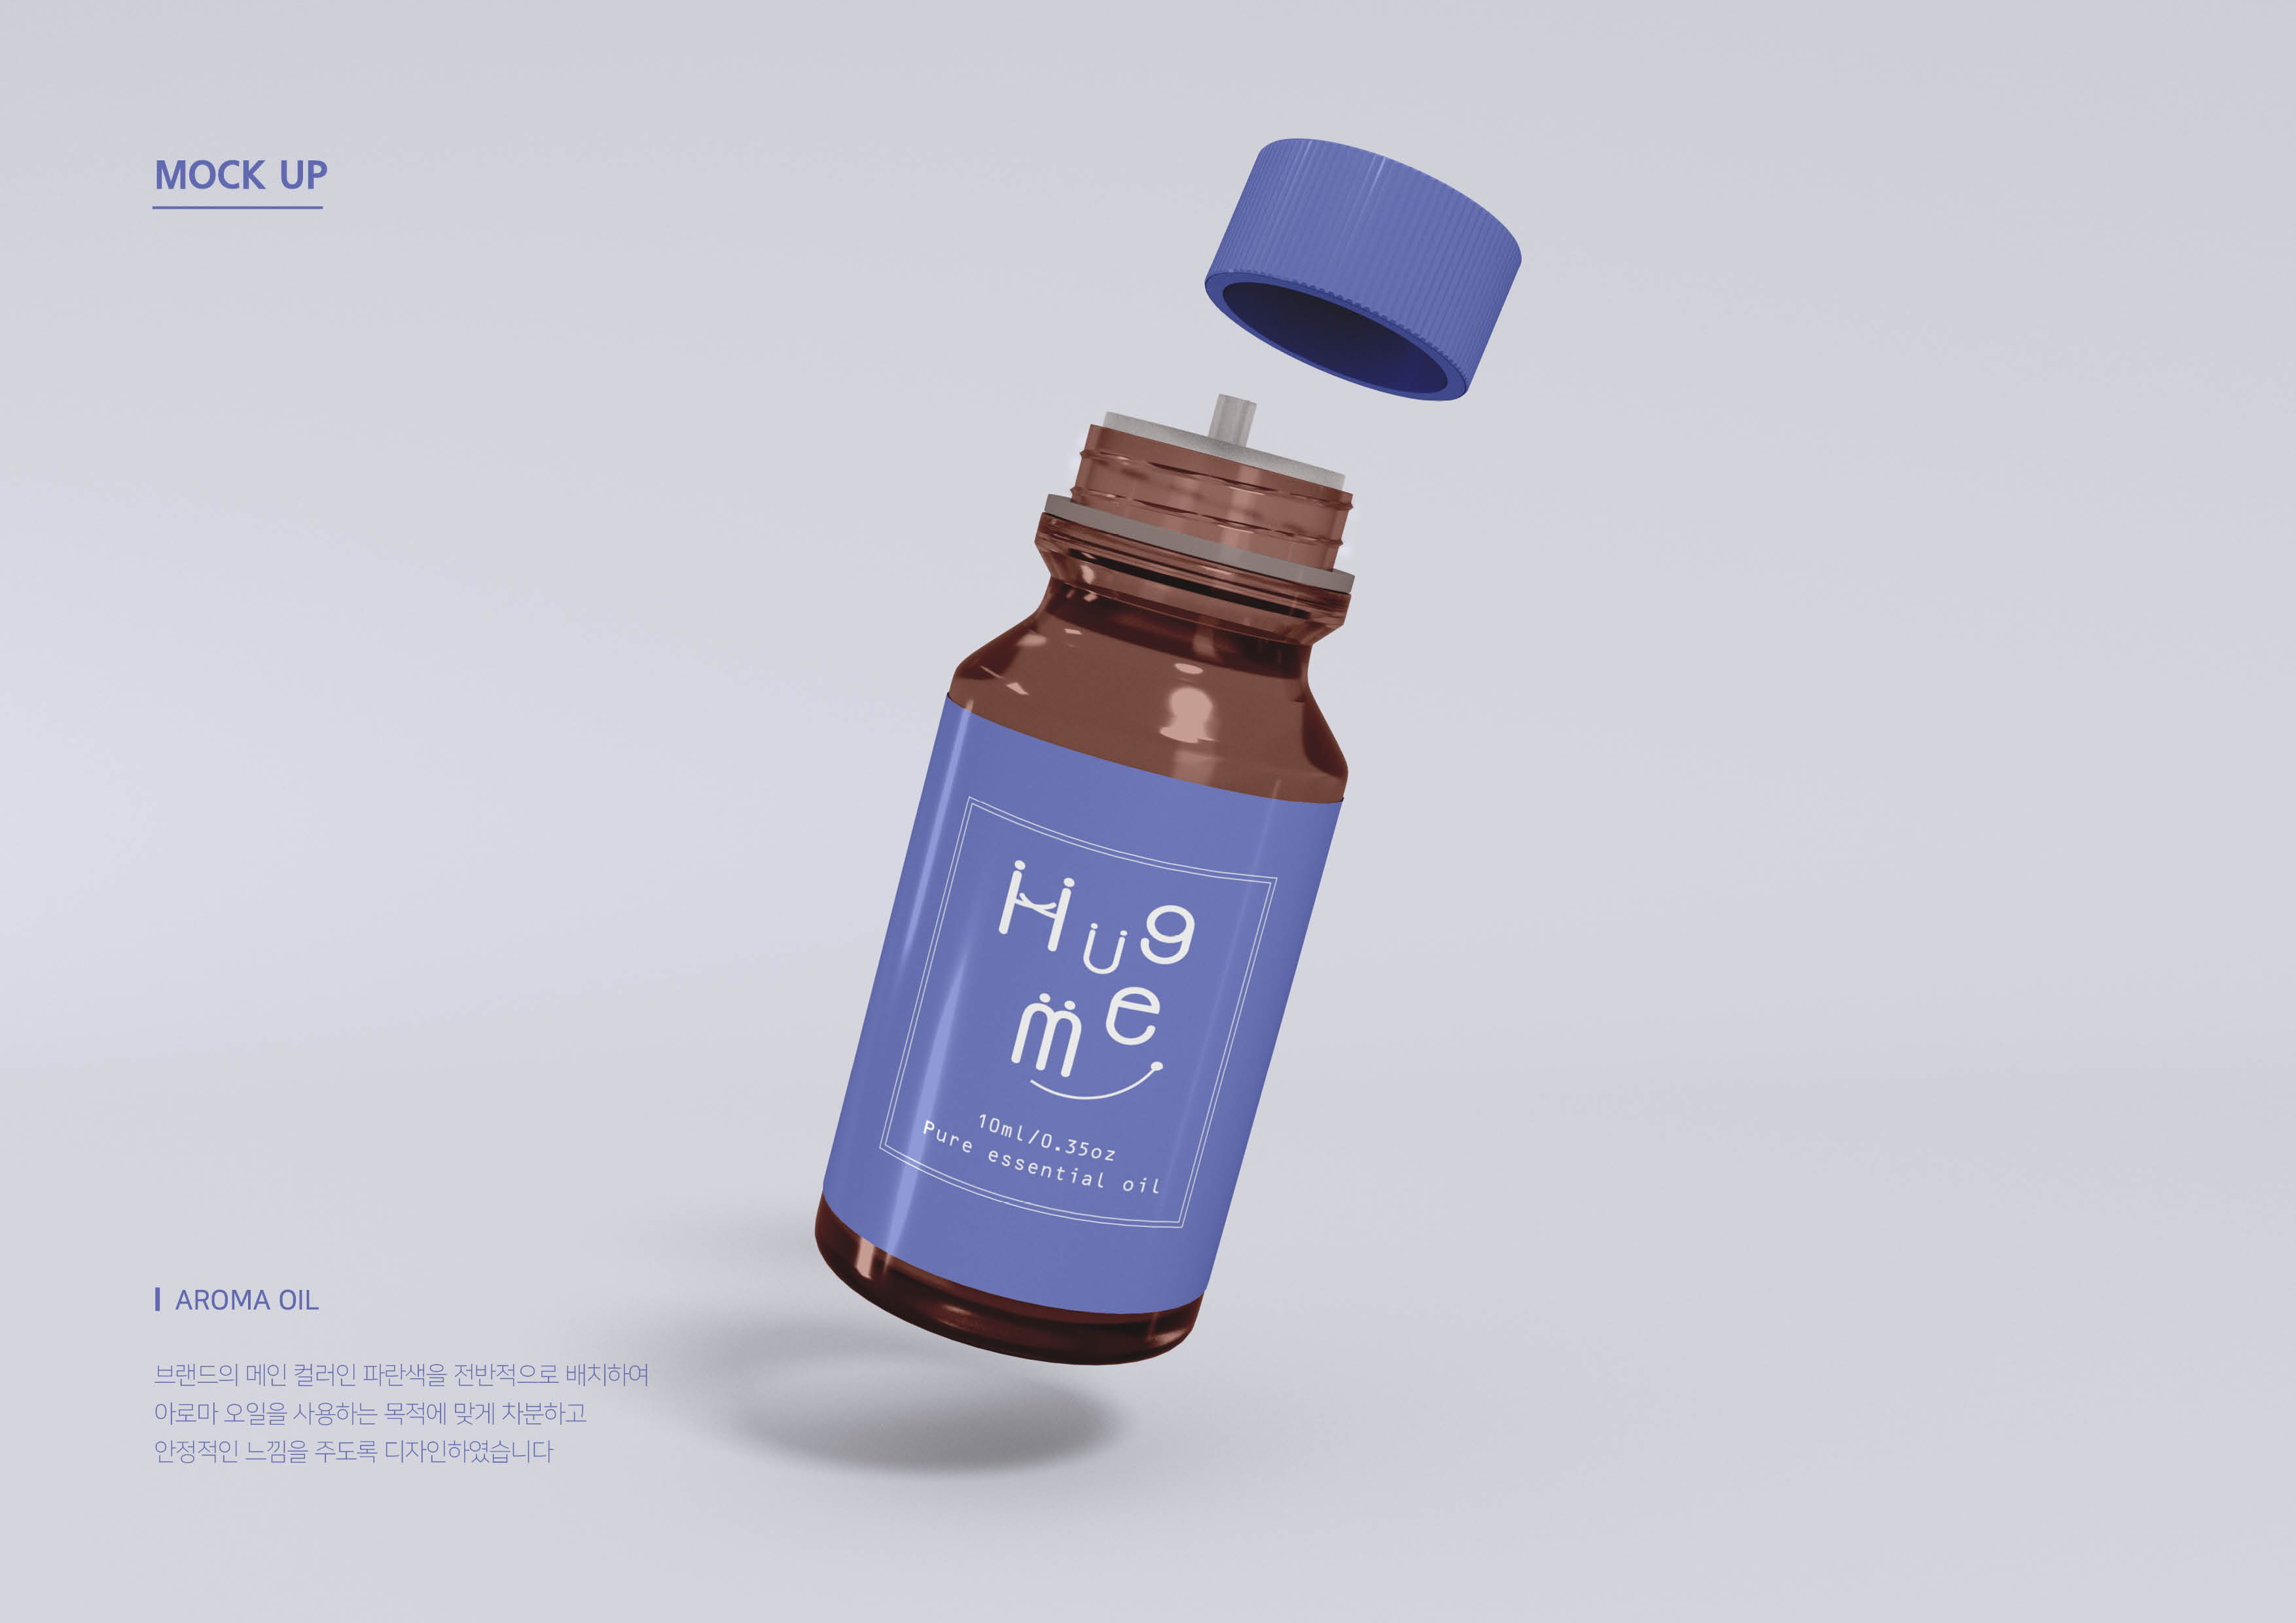 MOCK UP
Hug
me
10ml/0.35oz
Pure essential oil
AROMA OIL
브랜드의 메인 컬러인 파란색을 전반적으로 배치하여
아로마 오일을 사용하는 목적에 맞게 차분하고
안정적인 느낌을 주도록 디자인하였습니다